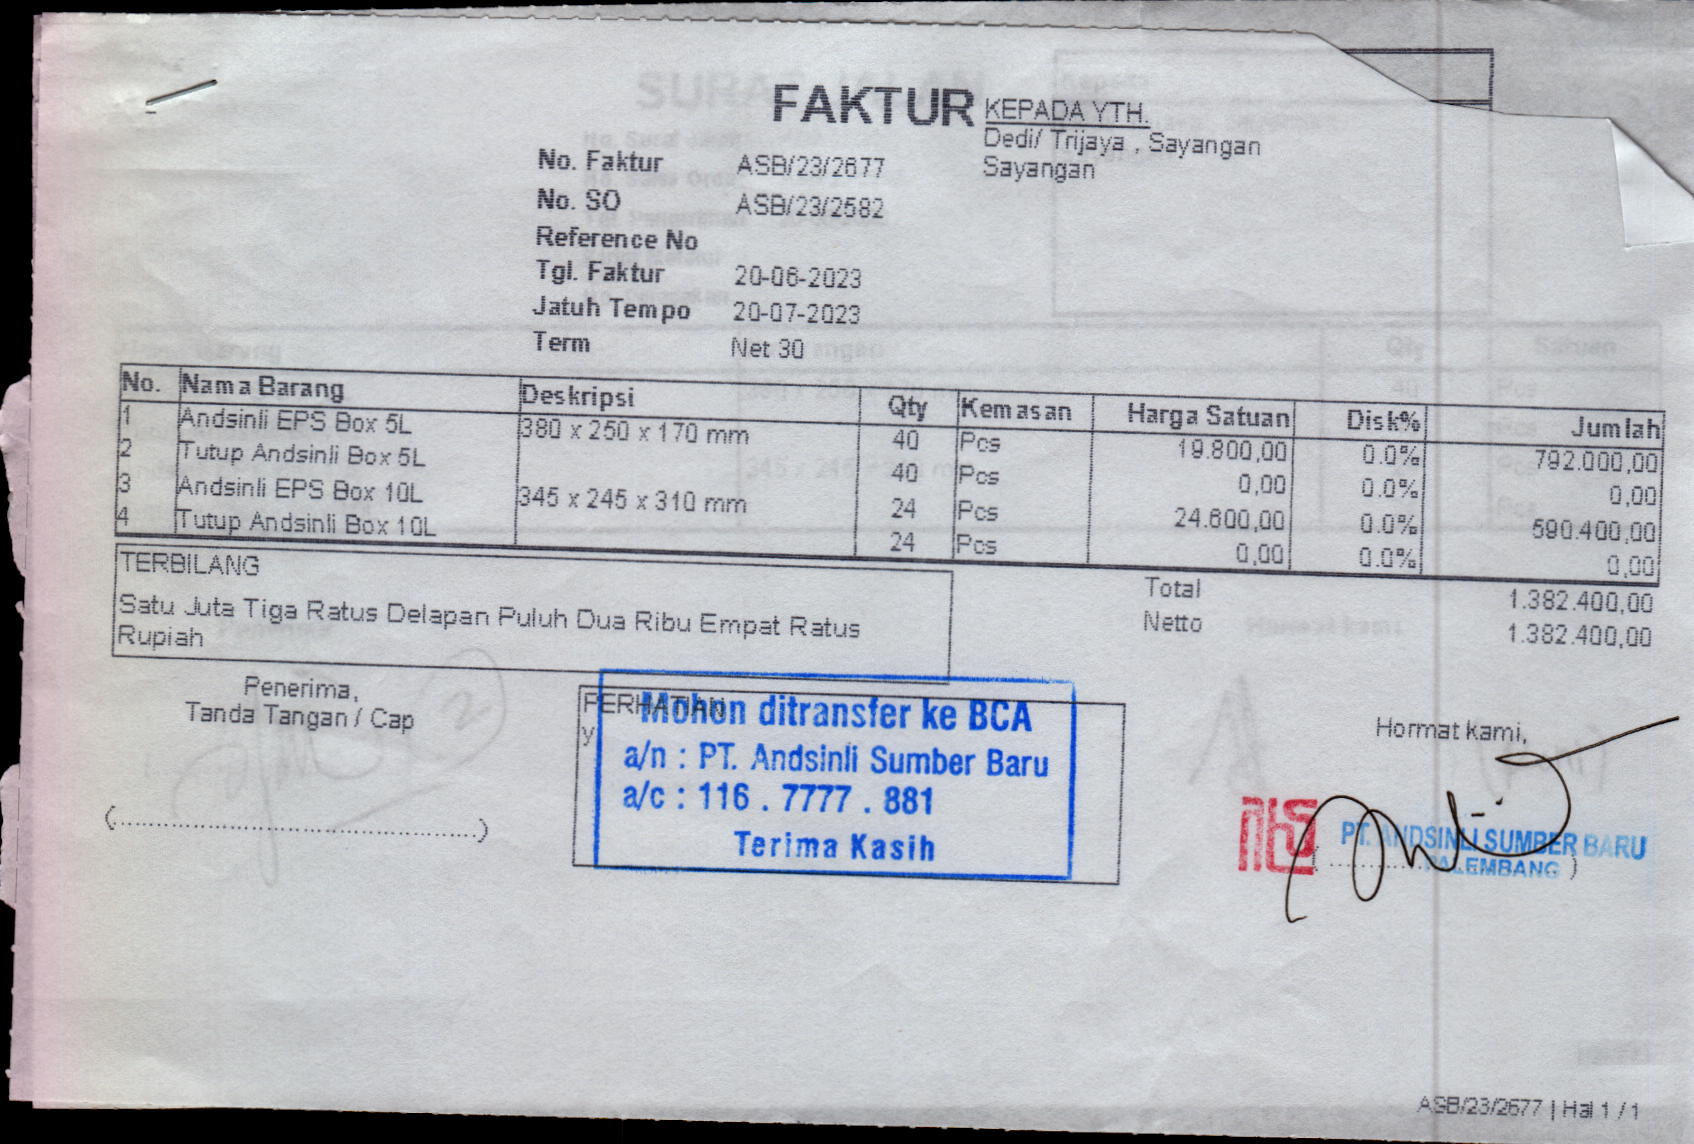 FAKTUR
KEPADA YTH.
Dedi/ Trijaya , Sayangan
Sayangan
No. Faktur ASB/23/2677
No. SO ASB/23/2582
Reference No
Tgl. Faktur 20-06-2023
Jatuh Tempo 20-07-2023
Term Net 30
No. Nama Barang Deskripsi Qty Kemasan Harga Satuan Disk% Jumlah
1 Andsinli EPS Box 5L 380 x 250 x 170 mm 40 Pcs 19.800,00 0.0% 792.000,00
2 Tutup Andsinli Box 5L 40 Pcs 0,00 0.0% 0,00
3 Andsinli EPS Box 10L 345 x 245 x 310 mm 24 Pcs 24.600,00 0.0% 590.400,00
4 Tutup Andsinli Box 10L 24 Pcs 0,00 0.0% 0,00
TERBILANG
Satu Juta Tiga Ratus Delapan Puluh Dua Ribu Empat Ratus
Rupiah
Total 1.382.400,00
Netto 1.382.400,00
Penerima,
Tanda Tangan / Cap
(..................................................)
PERHATIAN
y
Mohon ditransfer ke BCA
a/n : PT. Andsinli Sumber Baru
a/c : 116 . 7777 . 881
Terima Kasih
Hormat kami,
PT. ANDSINLI SUMBER BARU
PALEMBANG
ASB/23/2677 | Hal 1 / 1